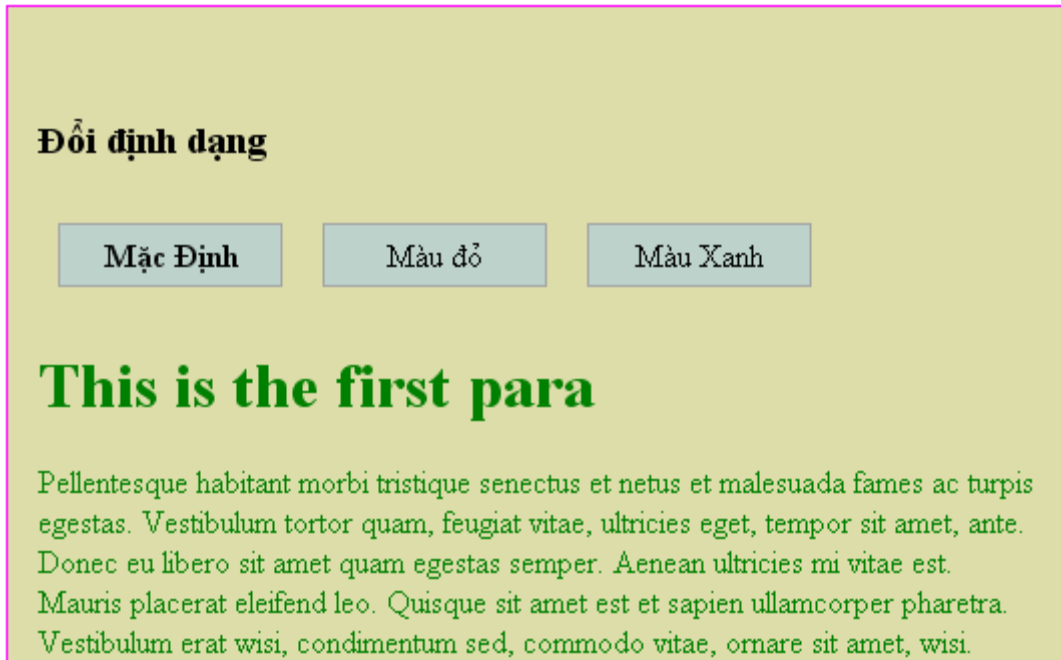 Đổi định dạng
Mặc Định Màu đỏ Màu Xanh
This is the first para
Pellentesque habitant morbi tristique senectus et netus et malesuada fames ac turpis
egestas. Vestibulum tortor quam, feugiat vitae, ultricies eget, tempor sit amet, ante.
Donec eu libero sit amet quam egestas semper. Aenean ultricies mi vitae est.
Mauris placerat eleifend leo. Quisque sit amet est et sapien ullamcorper pharetra.
Vestibulum erat wisi, condimentum sed, commodo vitae, ornare sit amet, wisi.